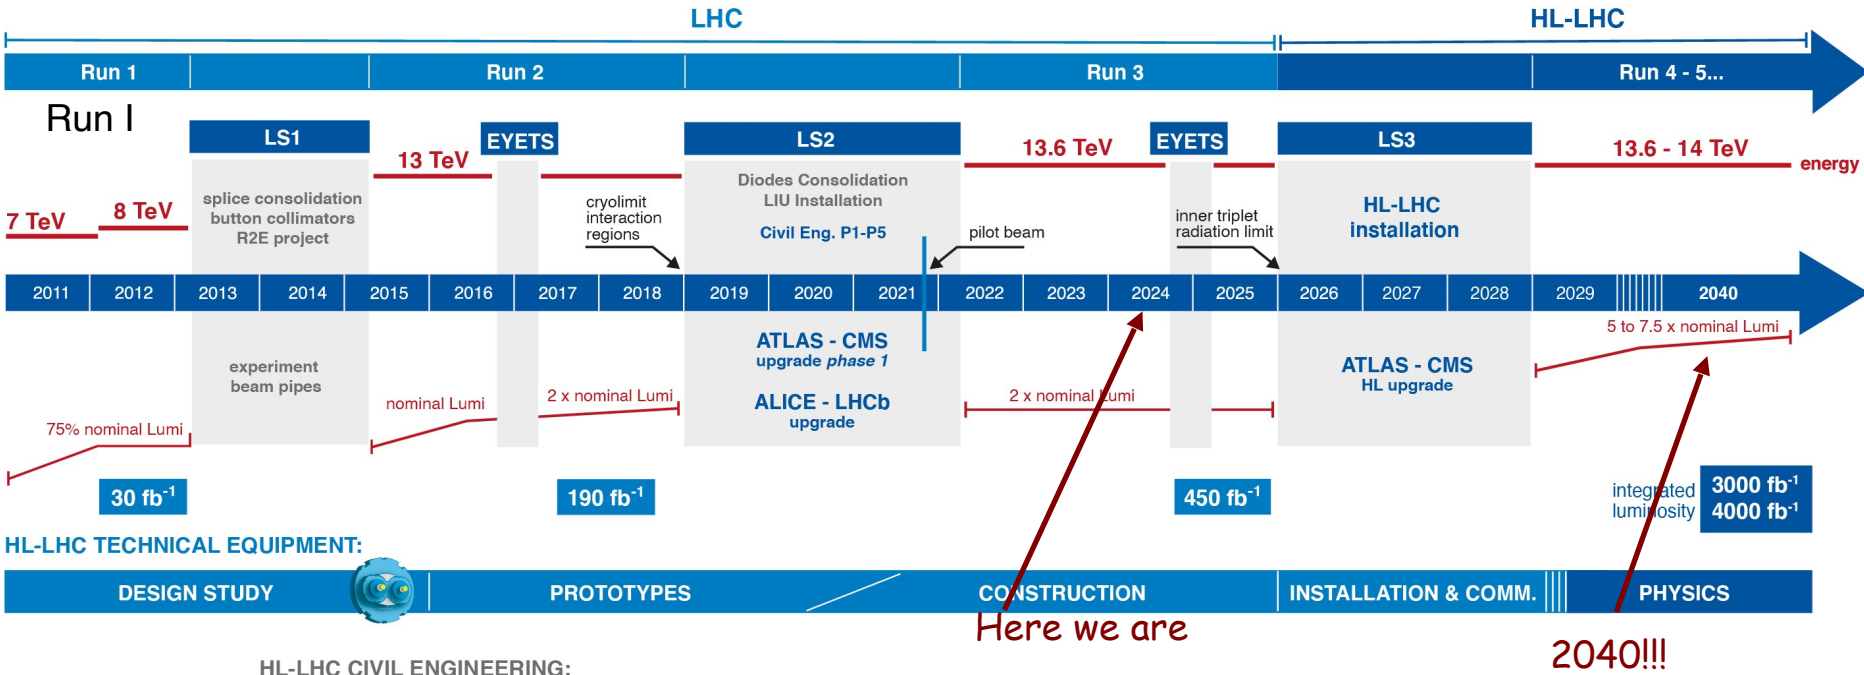 LHC
HL-LHC
Run 1
Run 2
Run 3
Run 4 - 5...
Run I
LS1
EYETS
LS2
EYETS
LS3
13 TeV
13.6 TeV
13.6 - 14 TeV
energy
7 TeV
8 TeV
splice consolidation
button collimators
R2E project
cryolimit
interaction
regions
Diodes Consolidation
LIU Installation
Civil Eng. P1-P5
pilot beam
inner triplet
radiation limit
HL-LHC
installation
2011
2012
2013
2014
2015
2016
2017
2018
2019
2020
2021
2022
2023
2024
2025
2026
2027
2028
2029
2040
5 to 7.5 x nominal Lumi
experiment
beam pipes
ATLAS - CMS
upgrade phase 1
ALICE - LHCb
upgrade
ATLAS - CMS
HL upgrade
75% nominal Lumi
nominal Lumi
2 x nominal Lumi
2 x nominal Lumi
30 fb-1
190 fb-1
450 fb-1
integrated
luminosity
3000 fb-1
4000 fb-1
HL-LHC TECHNICAL EQUIPMENT:
DESIGN STUDY
PROTOTYPES
CONSTRUCTION
INSTALLATION & COMM.
PHYSICS
Here we are
2040!!!
HL-LHC CIVIL ENGINEERING: